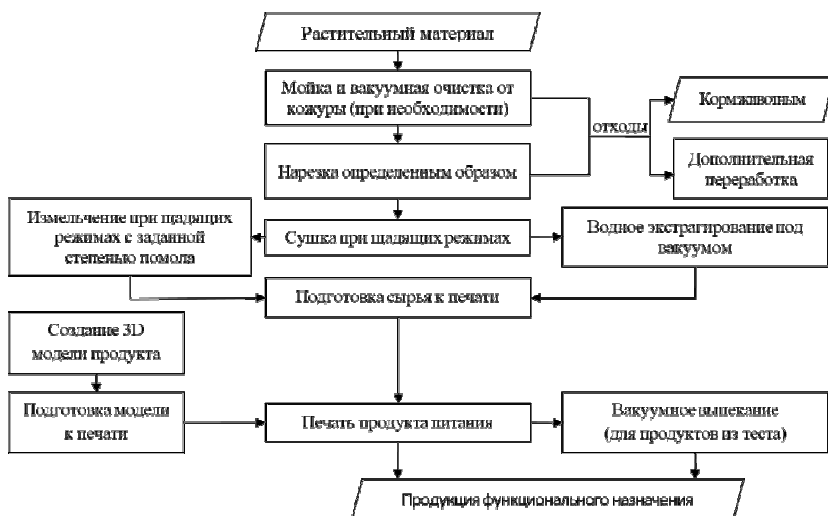 Растительный материал
Мойка и вакуумная очистка от
кожуры (при необходимости)
отходы
Корм животным
Нарезка определенным образом
Дополнительная
переработка
Измельчение при щадящих
режимах с заданной
степенью помола
Сушка при щадящих режимах
Водное экстрагирование под
вакуумом
Подготовка сырья к печати
Создание 3D
модели продукта
Подготовка модели
к печати
Печать продукта питания
Вакуумное выпекание
(для продуктов из теста)
Продукция функционального назначения